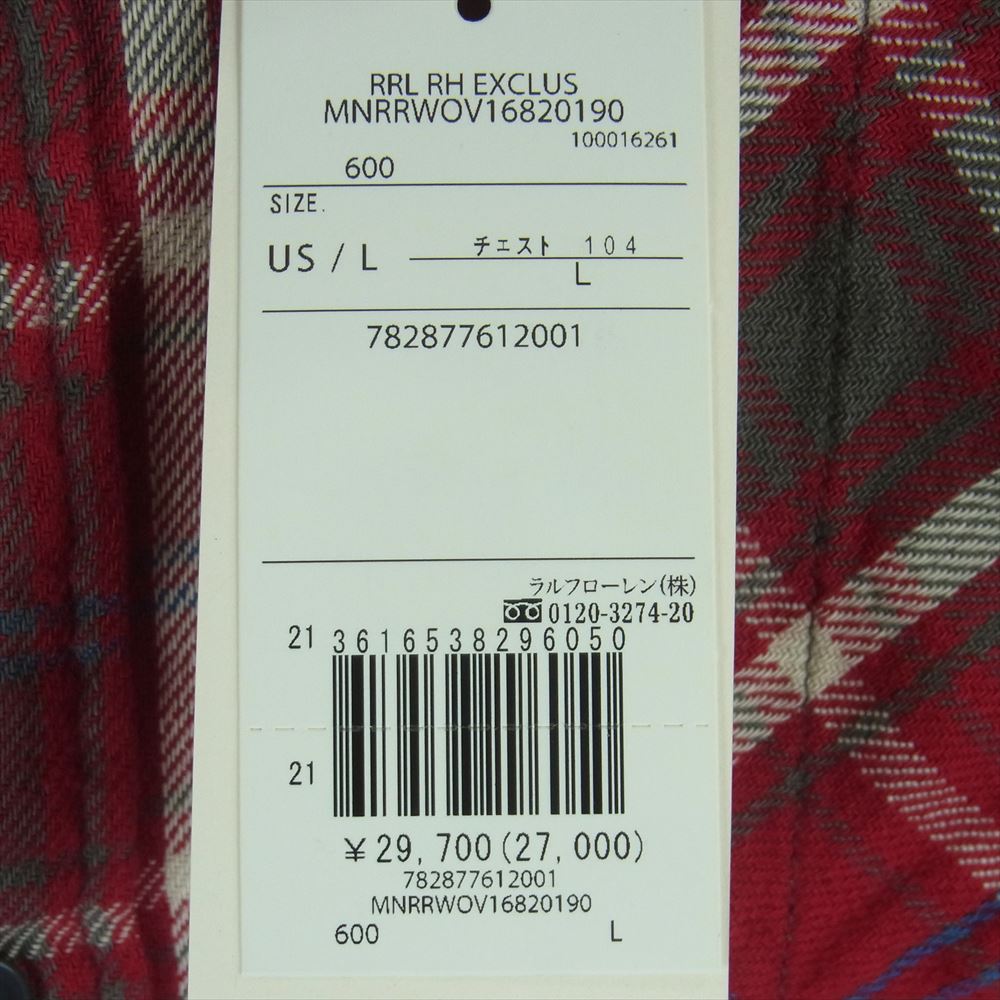 RRL RH EXCLUS
MNRRWOV16820190
100016261
600
SIZE.
US / L
チェスト 104
L
782877612001
ラルフローレン(株)
0120-3274-20
21 3616538296050
21
¥29,700(27,000)
782877612001
MNRRWOV16820190
600 L